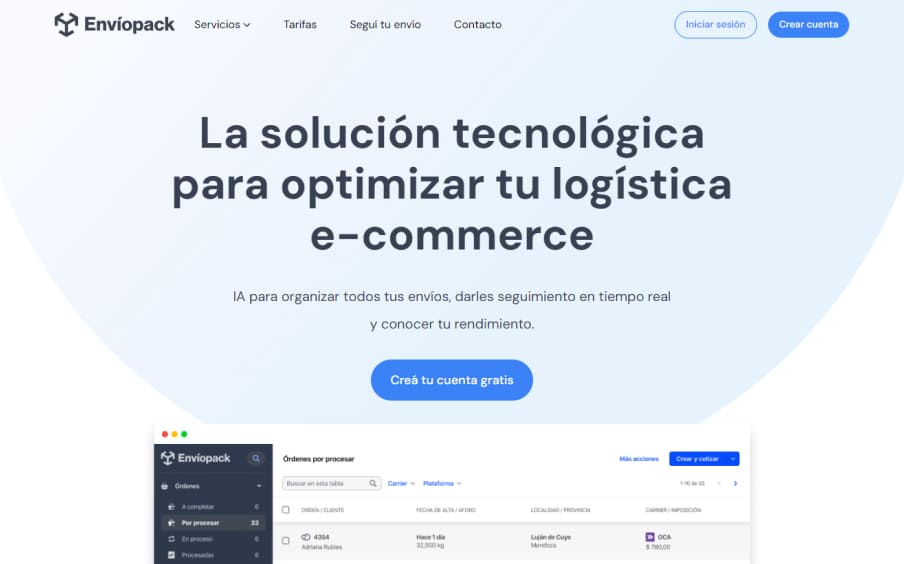 Envíopack Servicios Tarifas Seguí tu envío Contacto Iniciar sesión Crear cuenta
La solución tecnológica
para optimizar tu logística
e-commerce
IA para organizar todos tus envíos, darles seguimiento en tiempo real
y conocer tu rendimiento.
Creá tu cuenta gratis
Envíopack
Órdenes por procesar Más acciones Crear y cotizar
Órdenes
Buscar en esta tabla Carrier Plataforma 1-10 de 33
A completar 6
ORDEN / CLIENTE FECHA DE ALTA / AFORO LOCALIDAD / PROVINCIA CARRIER / IMPOSICIÓN
Por procesar 33
En proceso 6
Procesadas 6
4354 Hace 1 día Luján de Cuyo OCA
Adriana Rubles 32,500 kg Mendoza $ 780,00